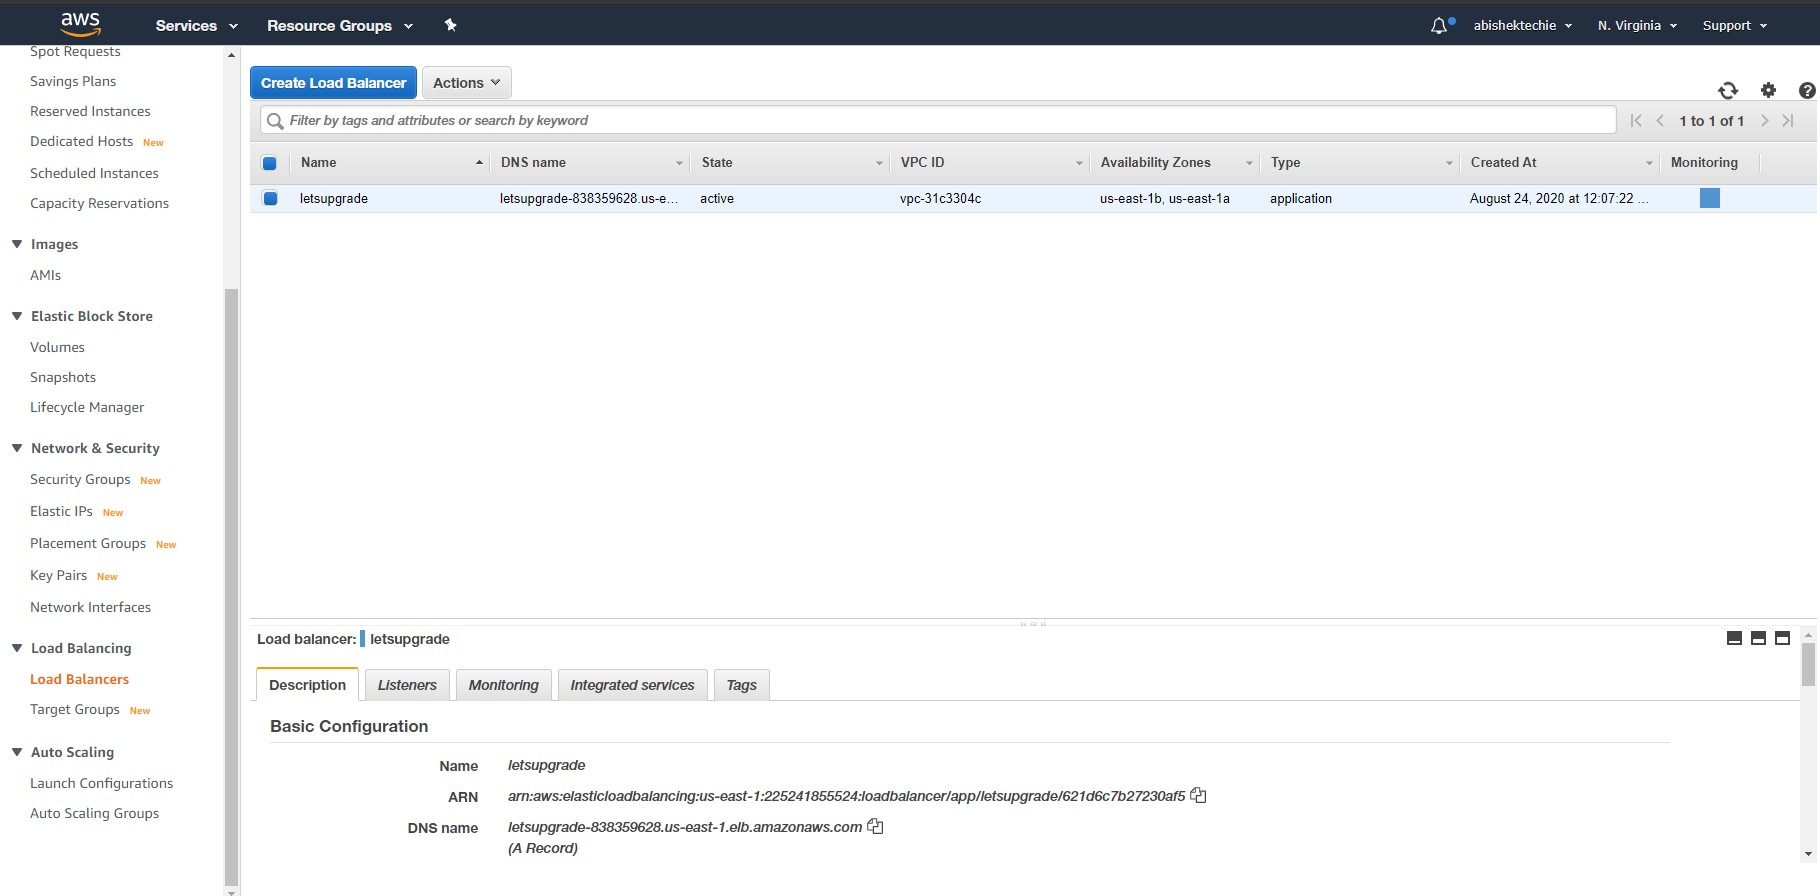 aws Services Resource Groups abishektechie N. Virginia Support
Spot Requests
Savings Plans
Reserved Instances
Dedicated Hosts New
Scheduled Instances
Capacity Reservations
Images
AMIs
Elastic Block Store
Volumes
Snapshots
Lifecycle Manager
Network & Security
Security Groups New
Elastic IPs New
Placement Groups New
Key Pairs New
Network Interfaces
Load Balancing
Load Balancers
Target Groups New
Auto Scaling
Launch Configurations
Auto Scaling Groups
Create Load Balancer Actions
Filter by tags and attributes or search by keyword 1 to 1 of 1
Name DNS name State VPC ID Availability Zones Type Created At Monitoring
letsupgrade letsupgrade-838359628.us-e... active vpc-31c3304c us-east-1b, us-east-1a application August 24, 2020 at 12:07:22 ...
Load balancer: letsupgrade
Description Listeners Monitoring Integrated services Tags
Basic Configuration
Name letsupgrade
ARN arn:aws:elasticloadbalancing:us-east-1:225241855524:loadbalancer/app/letsupgrade/621d6c7b27230af5
DNS name letsupgrade-838359628.us-east-1.elb.amazonaws.com
(A Record)